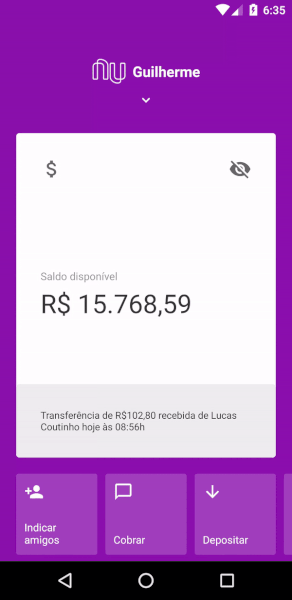 6:35
nu Guilherme
$
Saldo disponível
R$ 15.768,59
Transferência de R$102,80 recebida de Lucas
Coutinho hoje às 08:56h
Indicar
amigos
Cobrar
Depositar